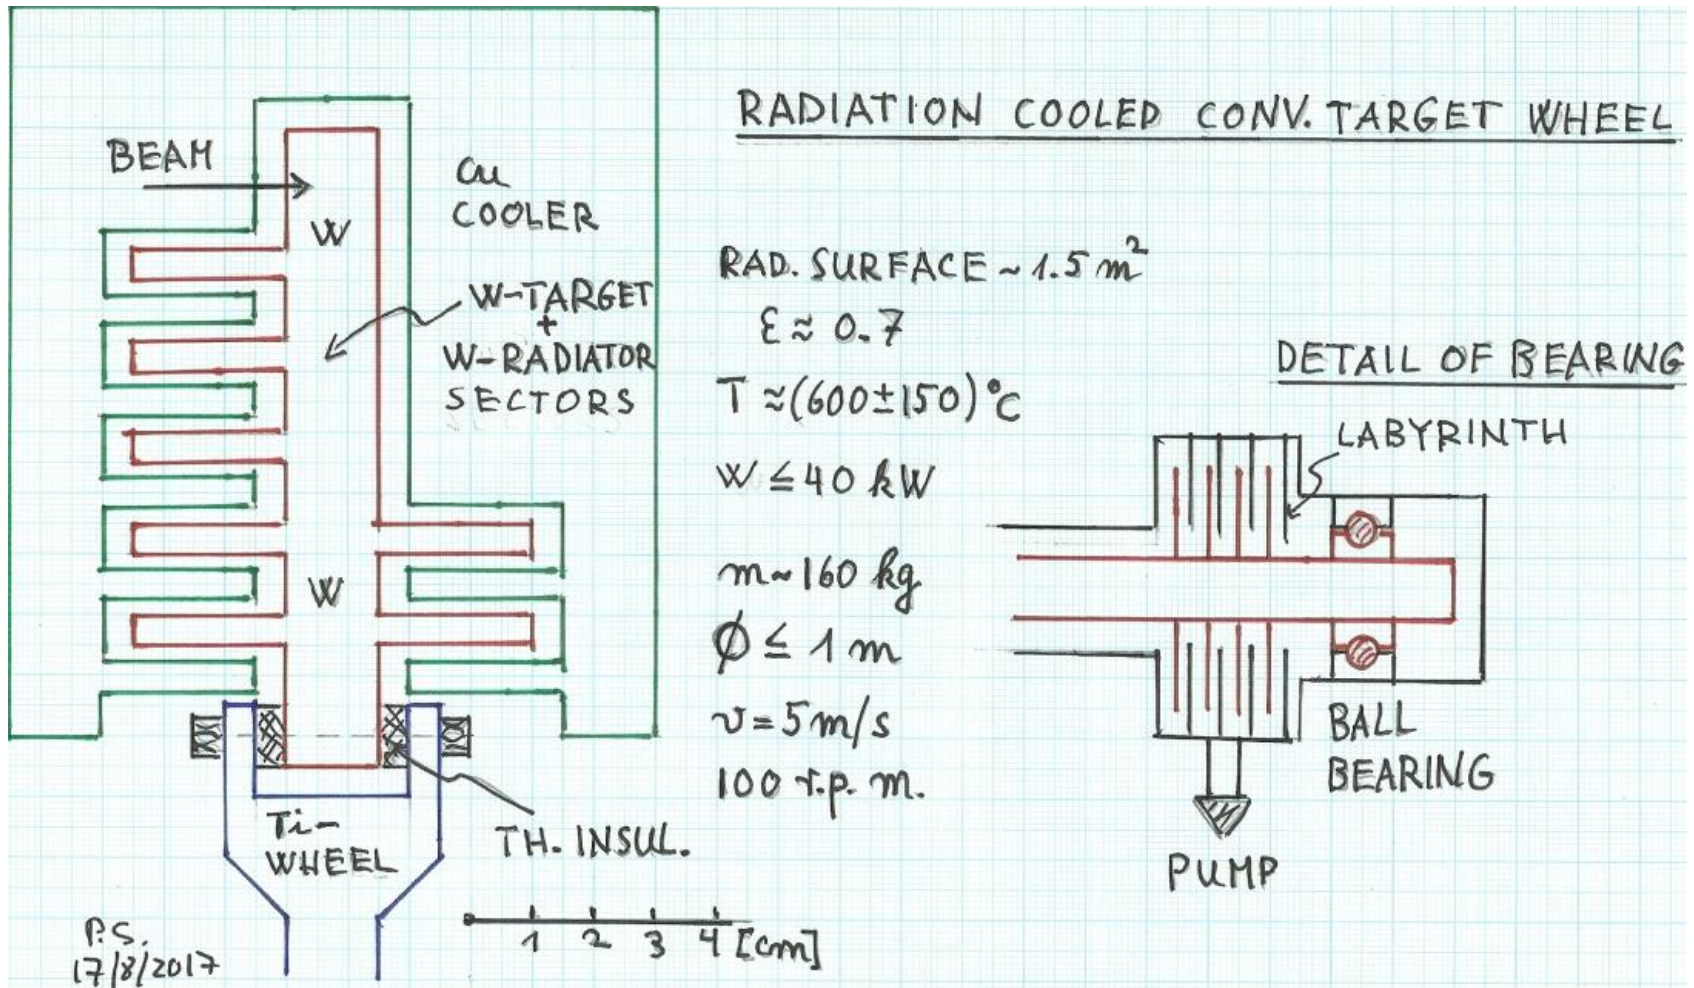 RADIATION COOLED CONV. TARGET WHEEL
BEAM
W
Cu
COOLER
W-TARGET
+
W-RADIATOR
SECTORS
W
Ti-
WHEEL
TH. INSUL.
1 2 3 4 [cm]
P.S.
17/8/2017
RAD. SURFACE ~ 1.5 m²
ε ≈ 0.7
T ≈ (600 ± 150) °C
W ≤ 40 kW
m ~ 160 kg
ϕ ≤ 1 m
v = 5 m/s
100 r.p.m.
DETAIL OF BEARING
LABYRINTH
BALL
BEARING
PUMP